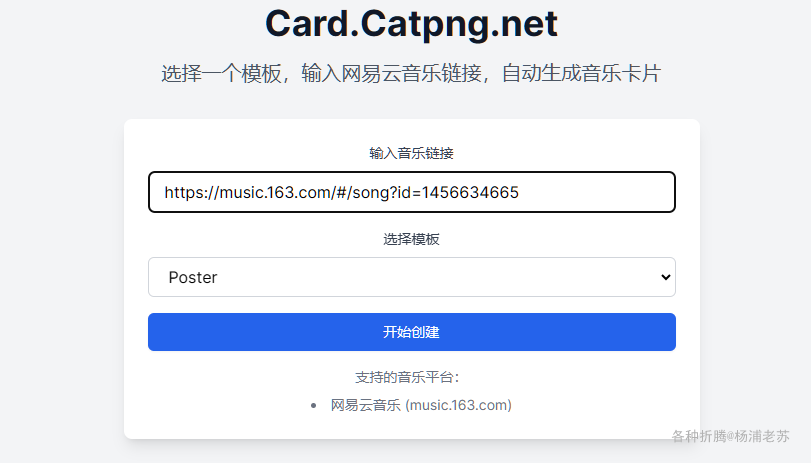 Card.Catpng.net
选择一个模板，输入网易云音乐链接，自动生成音乐卡片
输入音乐链接
https://music.163.com/#/song?id=1456634665
选择模板
Poster
开始创建
支持的音乐平台：
• 网易云音乐 (music.163.com)
各种折腾@杨浦老苏